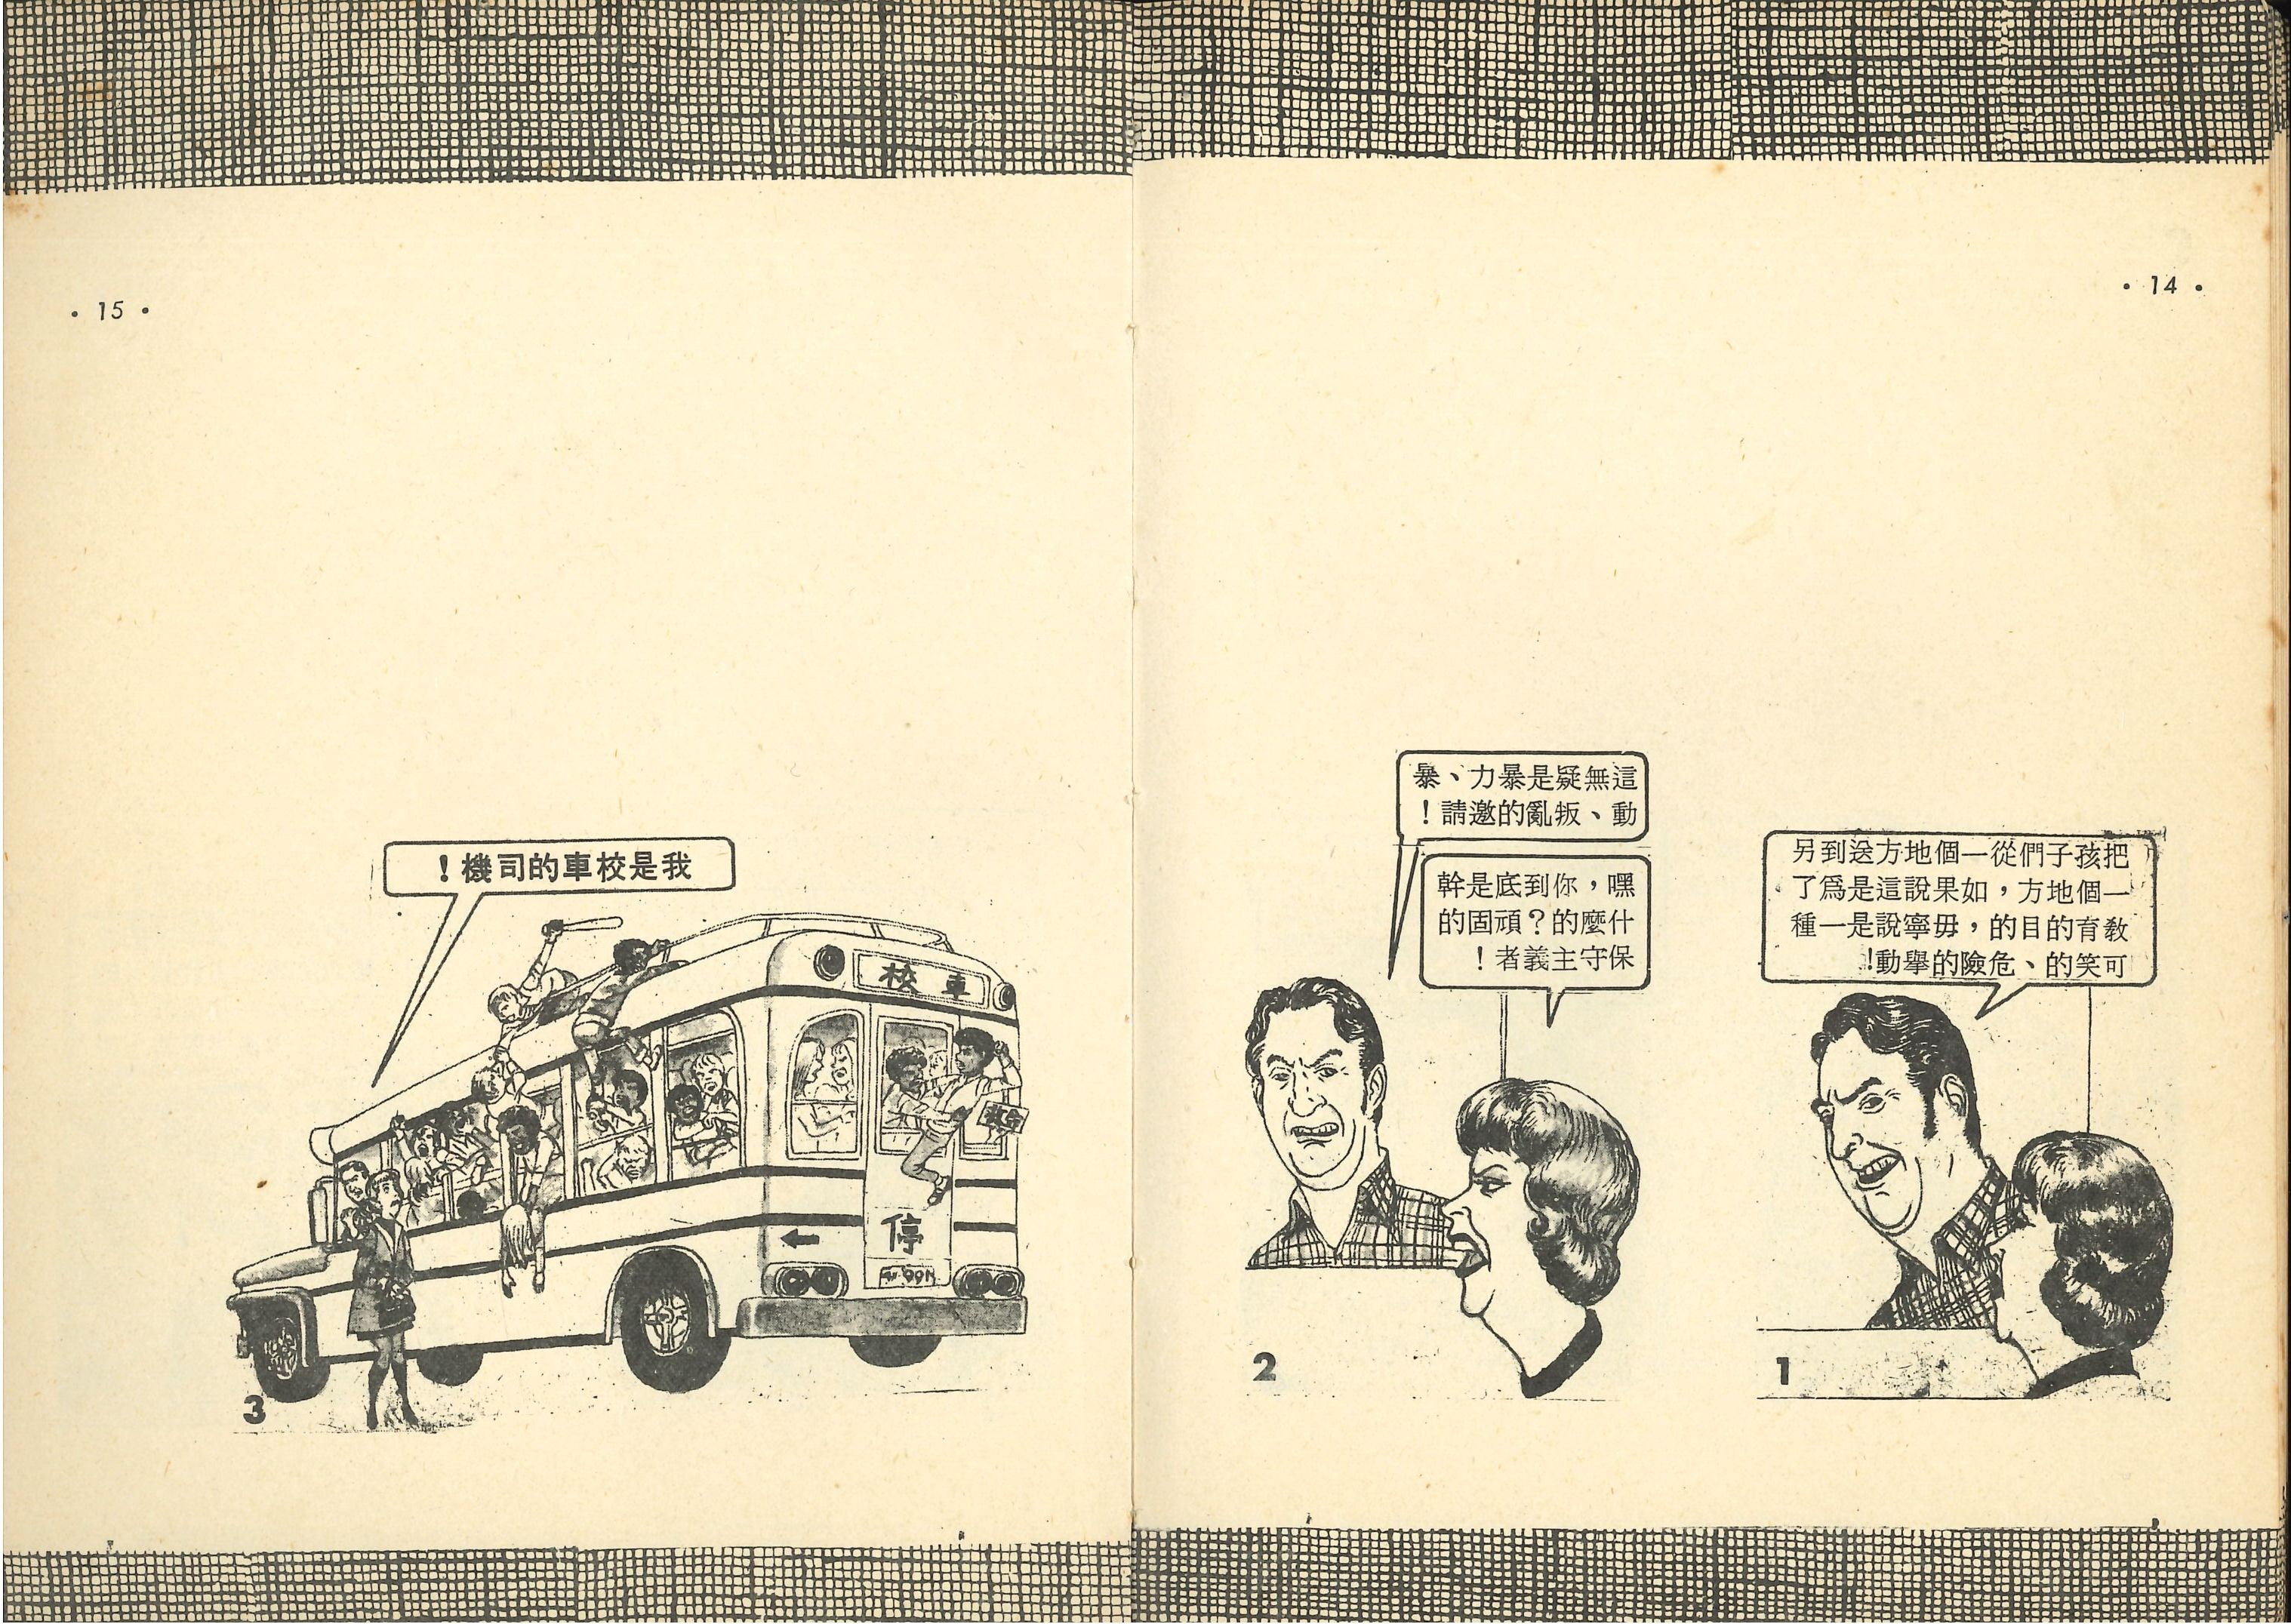 • 14 •
把孩子們從一個地方送到另
一個地方，如果說這是爲了
教育的目的，毋寧說是一種
可笑的、危險的舉動!
1
這無疑是暴力、暴
動、叛亂的邀請！
嘿，你到底是幹
什麼的？頑固的
保守主義者！
2
• 15 •
我是校車的司機！
校車
停
3